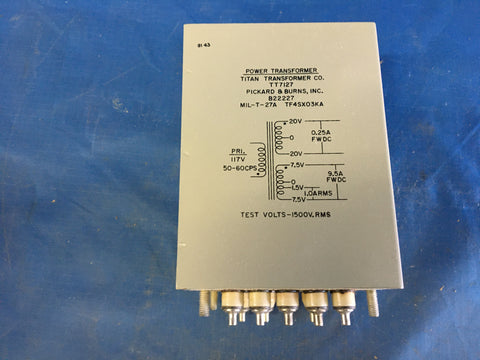 8143
POWER TRANSFORMER
TITAN TRANSFORMER CO.
TT7127
PICKARD & BURNS, INC.
B22227
MIL-T-27A TF4SX03KA
20V
0.25A
FWDC
0
20V
PRI.
117V
50-60CPS
7.5V
9.5A
FWDC
0
1.5V
1.0ARMS
7.5V
TEST VOLTS-1500V.RMS